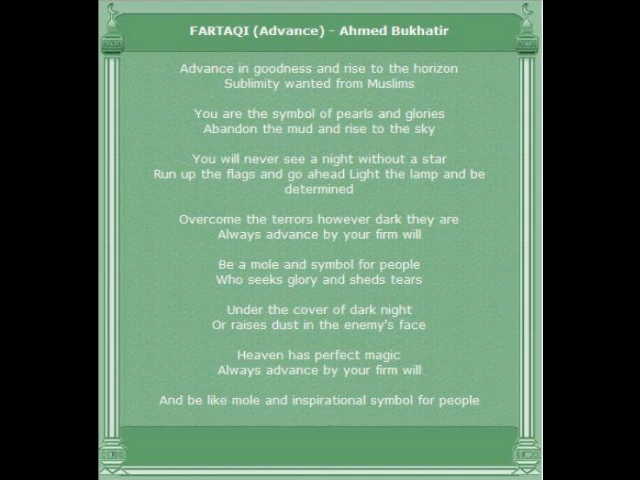 FARTAQI (Advance) - Ahmed Bukhatir
Advance in goodness and rise to the horizon
Sublimity wanted from Muslims
You are the symbol of pearls and glories
Abandon the mud and rise to the sky
You will never see a night without a star
Run up the flags and go ahead Light the lamp and be
determined
Overcome the terrors however dark they are
Always advance by your firm will
Be a mole and symbol for people
Who seeks glory and sheds tears
Under the cover of dark night
Or raises dust in the enemy's face
Heaven has perfect magic
Always advance by your firm will
And be like mole and inspirational symbol for people